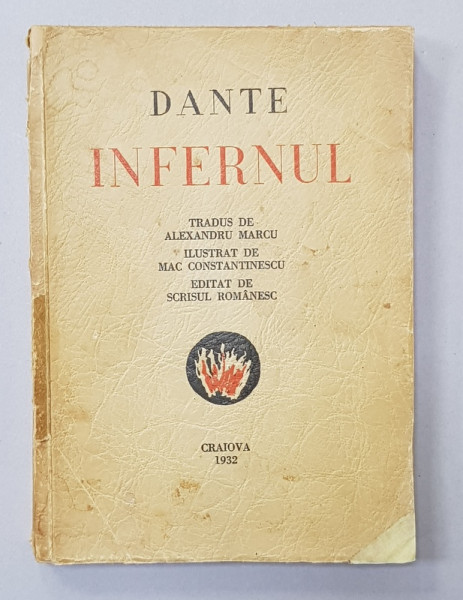 DANTE
INFERNUL
TRADUS DE
ALEXANDRU MARCU
ILUSTRAT DE
MAC CONSTANTINESCU
EDITAT DE
SCRISUL ROMÂNESC
CRAIOVA
1932